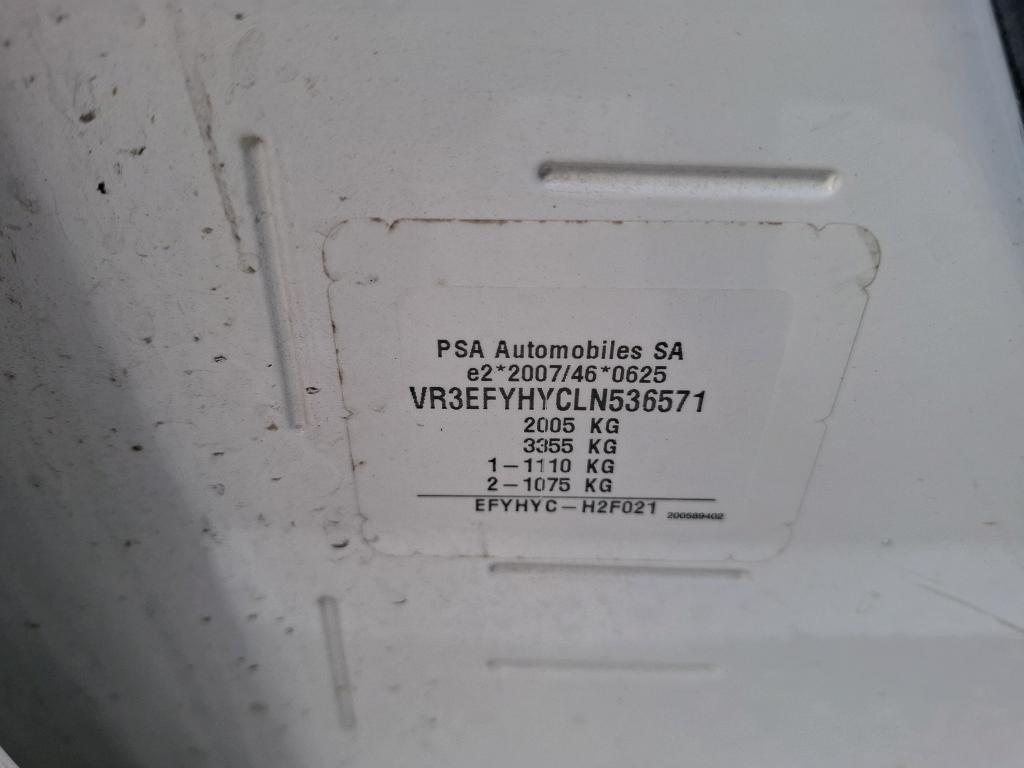 PSA Automobiles SA
e2*2007/46*0625
VR3EFYHYCLN536571
2005 KG
3355 KG
1-1110 KG
2-1075 KG
EFYHYC-H2F021 200589402